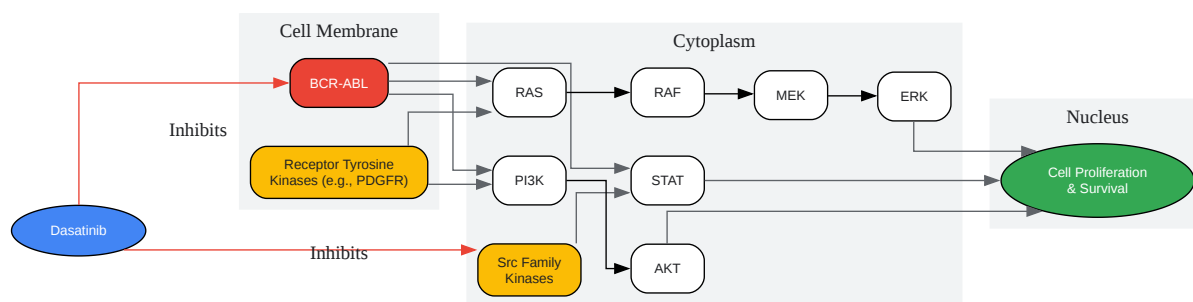 Cell Membrane
Cytoplasm
BCR-ABL
RAS
RAF
MEK
ERK
Nucleus
Inhibits
Receptor Tyrosine
Kinases (e.g., PDGFR)
PI3K
STAT
Cell Proliferation
& Survival
Dasatinib
Inhibits
Src Family
Kinases
AKT